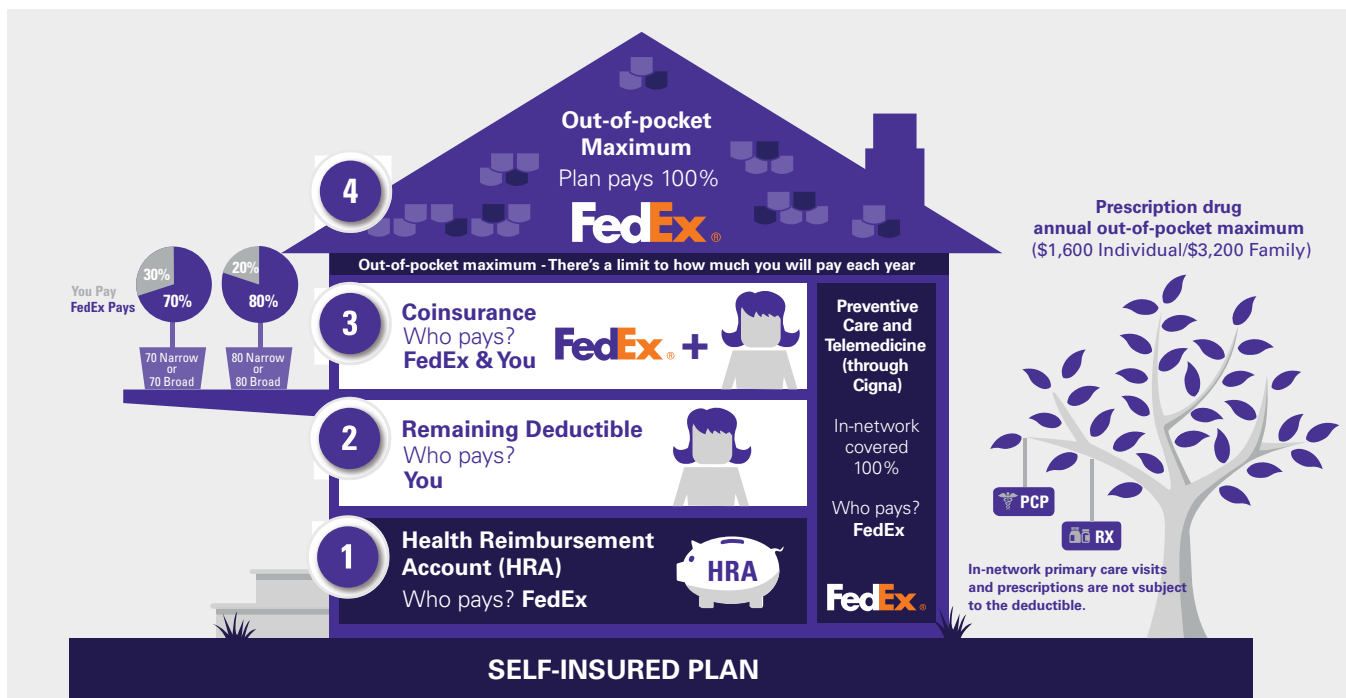 Out-of-pocket
Maximum
Plan pays 100%
FedEx®
4
Out-of-pocket maximum - There's a limit to how much you will pay each year
30%
70%
20%
80%
You Pay
FedEx Pays
70 Narrow
or
70 Broad
80 Narrow
or
80 Broad
3
Coinsurance
Who pays?
FedEx & You
FedEx® +
2
Remaining Deductible
Who pays?
You
1
Health Reimbursement
Account (HRA)
Who pays? FedEx
HRA
Preventive
Care and
Telemedicine
(through
Cigna)
In-network
covered
100%
Who pays?
FedEx
FedEx®
Prescription drug
annual out-of-pocket maximum
($1,600 Individual/$3,200 Family)
PCP
RX
In-network primary care visits
and prescriptions are not subject
to the deductible.
SELF-INSURED PLAN